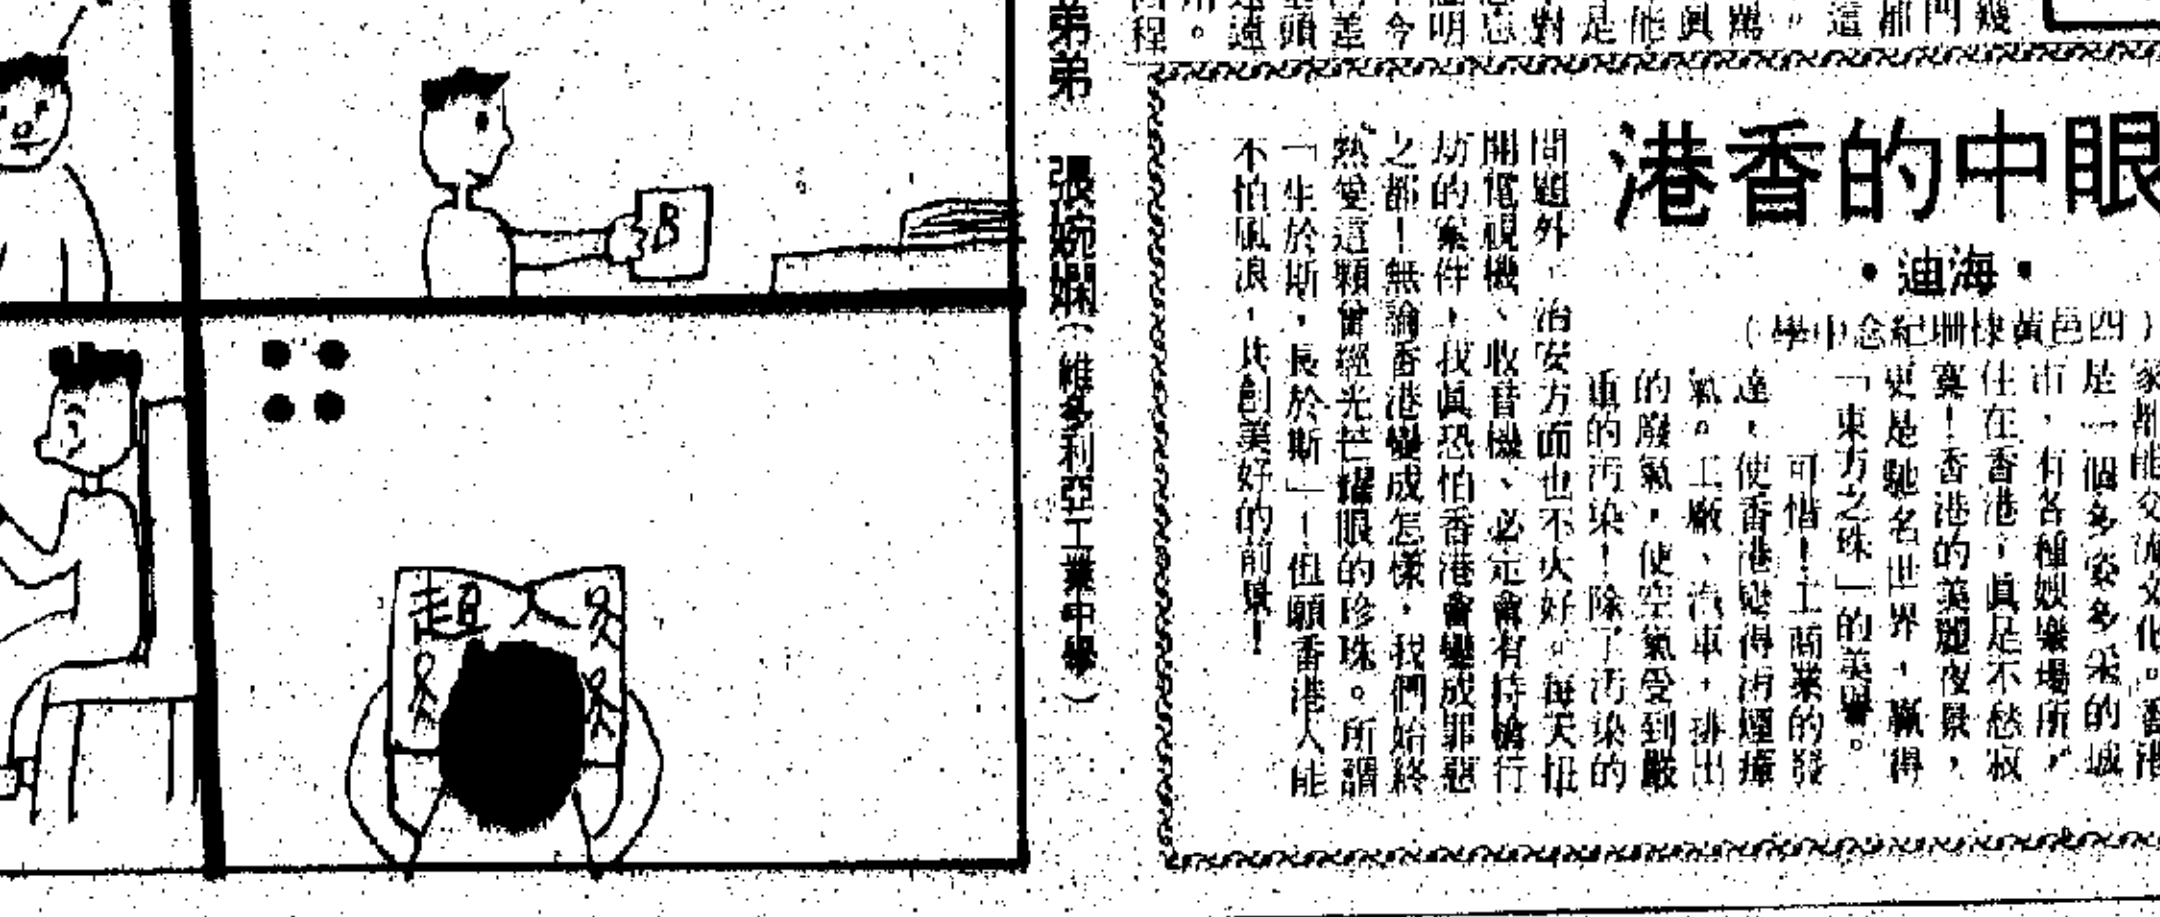 B
超人
弟弟 張婉嫻(維多利亞工業中學)
港香的中眼
•迪海•
(學中念紀珊棣黃邑四)
是一個多姿多采的城
市,有各種娛樂場所,
住在香港,真是不愁寂
寞!香港的美麗夜景,
更是馳名世界,贏得
「東方之珠」的美譽。
可惜!工商業的發
達,使香港變得污煙瘴
氣。工廠、汽車,排出
的廢氣,使空氣受到嚴
重的污染!除了污染的
問題外,治安方面也不大好。每天扭
開電視機、收音機、必定會有持槍行
劫的案件,我真恐怕香港會變成罪惡
之都!無論香港變成怎樣,我們始終
熱愛這顆曾經光芒耀眼的珍珠。所謂
「生於斯,長於斯」!但願香港人能
不怕風浪,共創美好的前景!